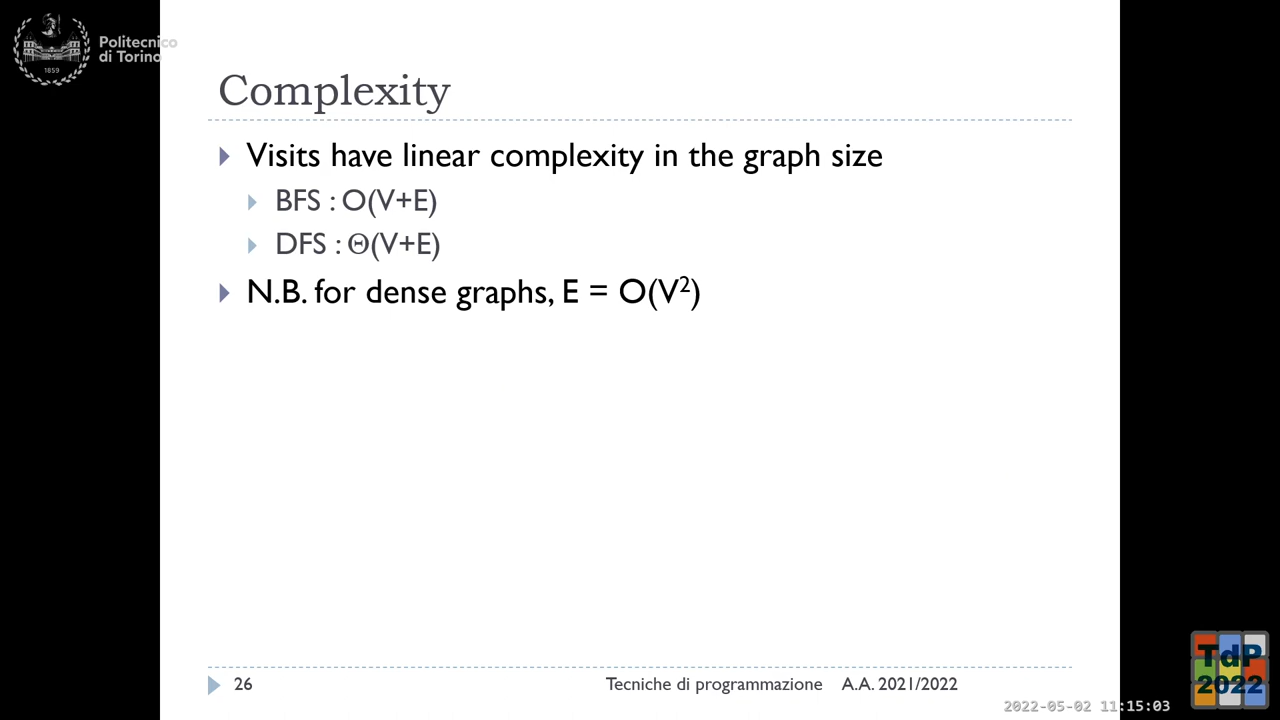 Politecnico
di Torino
1859
Complexity
Visits have linear complexity in the graph size
BFS : O(V+E)
DFS : Θ(V+E)
N.B. for dense graphs, E = O(V²)
26
Tecniche di programmazione A.A. 2021/2022
2022-05-02 11:15:03
TdP
2022